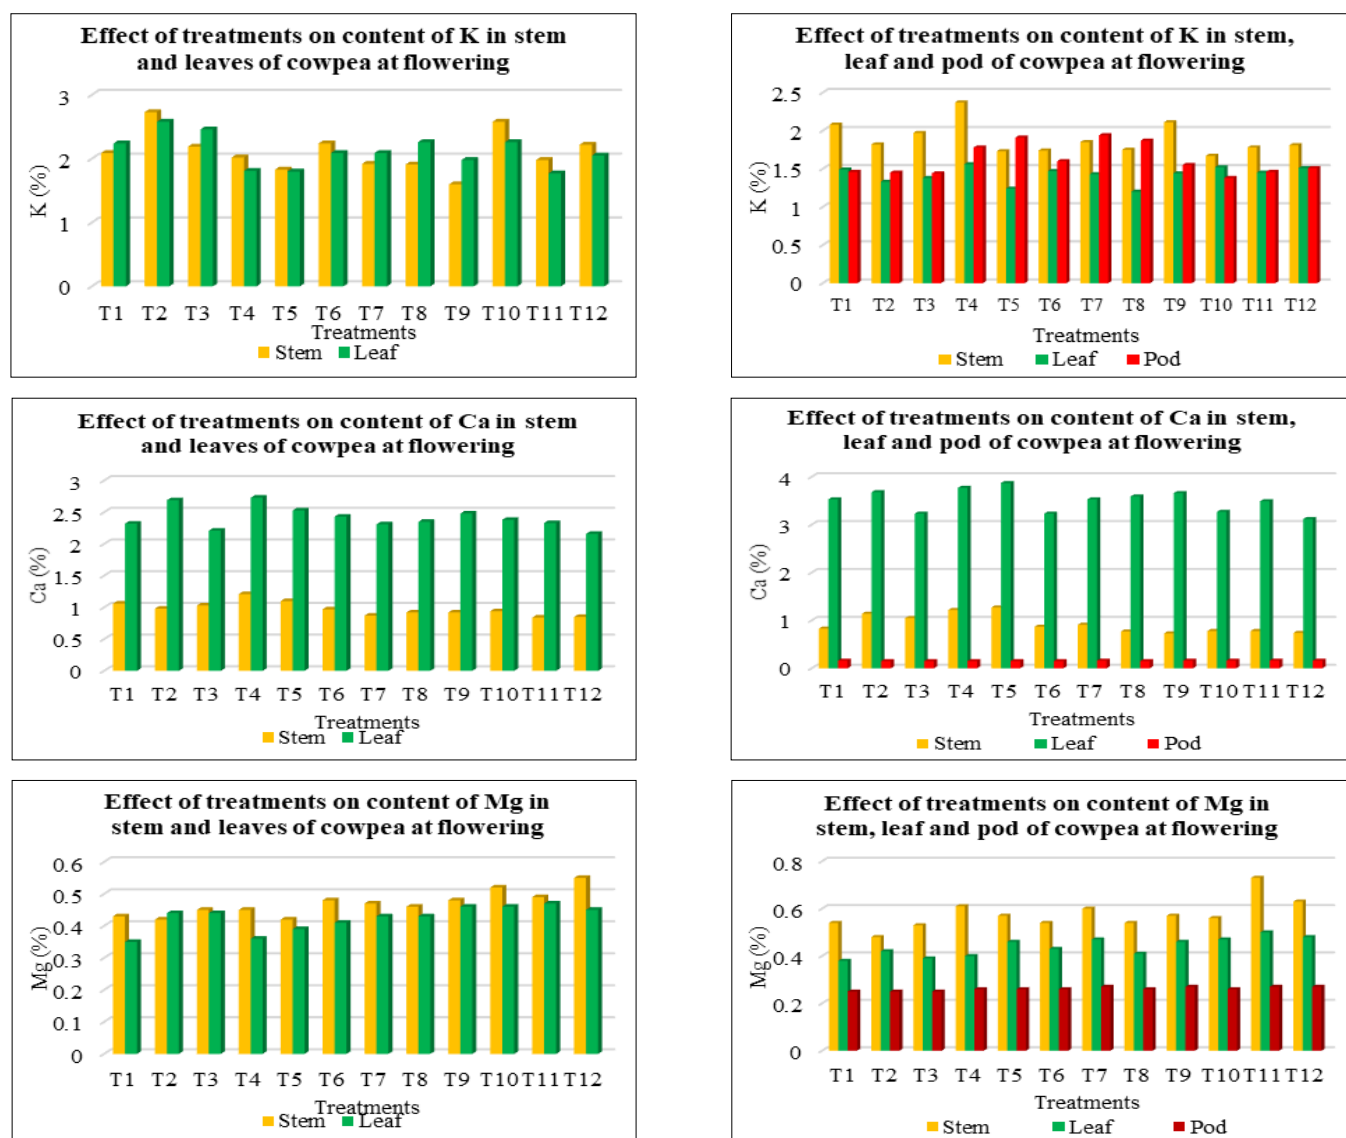 Effect of treatments on content of K in stem
and leaves of cowpea at flowering
3
2
1
0
K (%)
T1 T2 T3 T4 T5 T6 T7 T8 T9 T10 T11 T12
Treatments
Stem Leaf
Effect of treatments on content of K in stem,
leaf and pod of cowpea at flowering
2.5
2
1.5
1
0.5
0
K (%)
T1 T2 T3 T4 T5 T6 T7 T8 T9 T10 T11 T12
Treatments
Stem Leaf Pod
Effect of treatments on content of Ca in stem
and leaves of cowpea at flowering
3
2.5
2
1.5
1
0.5
0
Ca (%)
T1 T2 T3 T4 T5 T6 T7 T8 T9 T10 T11 T12
Treatments
Stem Leaf
Effect of treatments on content of Ca in stem,
leaf and pod of cowpea at flowering
4
3
2
1
0
Ca (%)
T1 T2 T3 T4 T5 T6 T7 T8 T9 T10 T11 T12
Treatments
Stem Leaf Pod
Effect of treatments on content of Mg in
stem and leaves of cowpea at flowering
0.6
0.5
0.4
0.3
0.2
0.1
0
Mg (%)
T1 T2 T3 T4 T5 T6 T7 T8 T9 T10 T11 T12
Treatments
Stem Leaf
Effect of treatments on content of Mg in
stem, leaf and pod of cowpea at flowering
0.8
0.6
0.4
0.2
0
Mg (%)
T1 T2 T3 T4 T5 T6 T7 T8 T9 T10 T11 T12
Treatments
Stem Leaf Pod